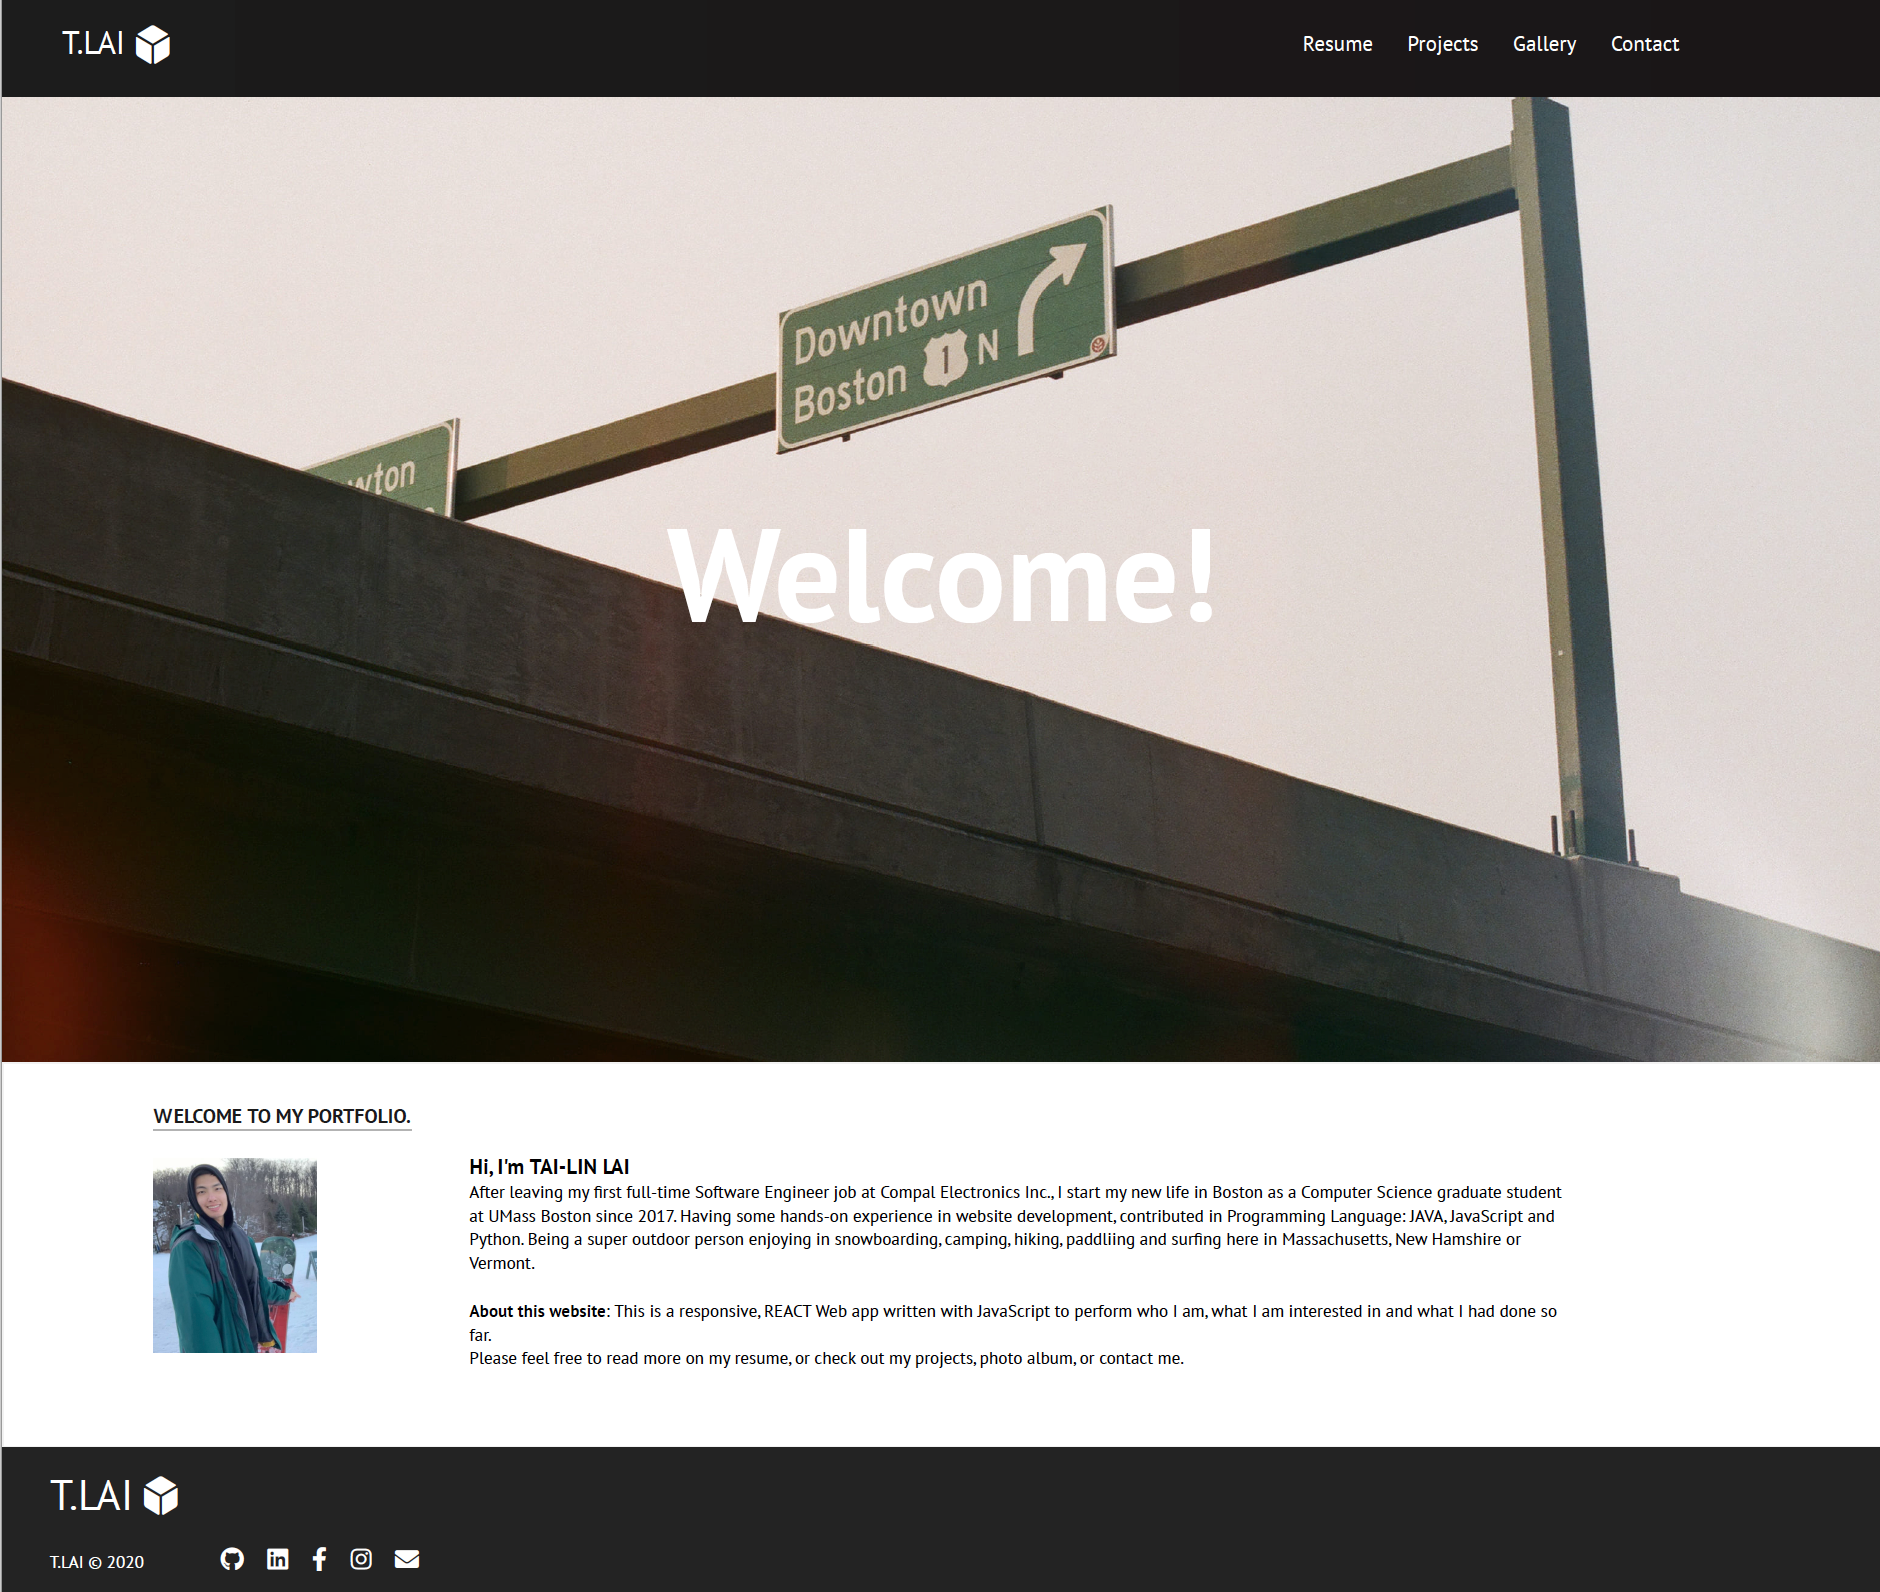 T.LAI
Resume Projects Gallery Contact
Downtown
Boston 1 N
wton
Welcome!
WELCOME TO MY PORTFOLIO.
Hi, I'm TAI-LIN LAI
After leaving my first full-time Software Engineer job at Compal Electronics Inc., I start my new life in Boston as a Computer Science graduate student
at UMass Boston since 2017. Having some hands-on experience in website development, contributed in Programming Language: JAVA, JavaScript and
Python. Being a super outdoor person enjoying in snowboarding, camping, hiking, paddliing and surfing here in Massachusetts, New Hamshire or
Vermont.
About this website: This is a responsive, REACT Web app written with JavaScript to perform who I am, what I am interested in and what I had done so
far.
Please feel free to read more on my resume, or check out my projects, photo album, or contact me.
T.LAI
T.LAI © 2020